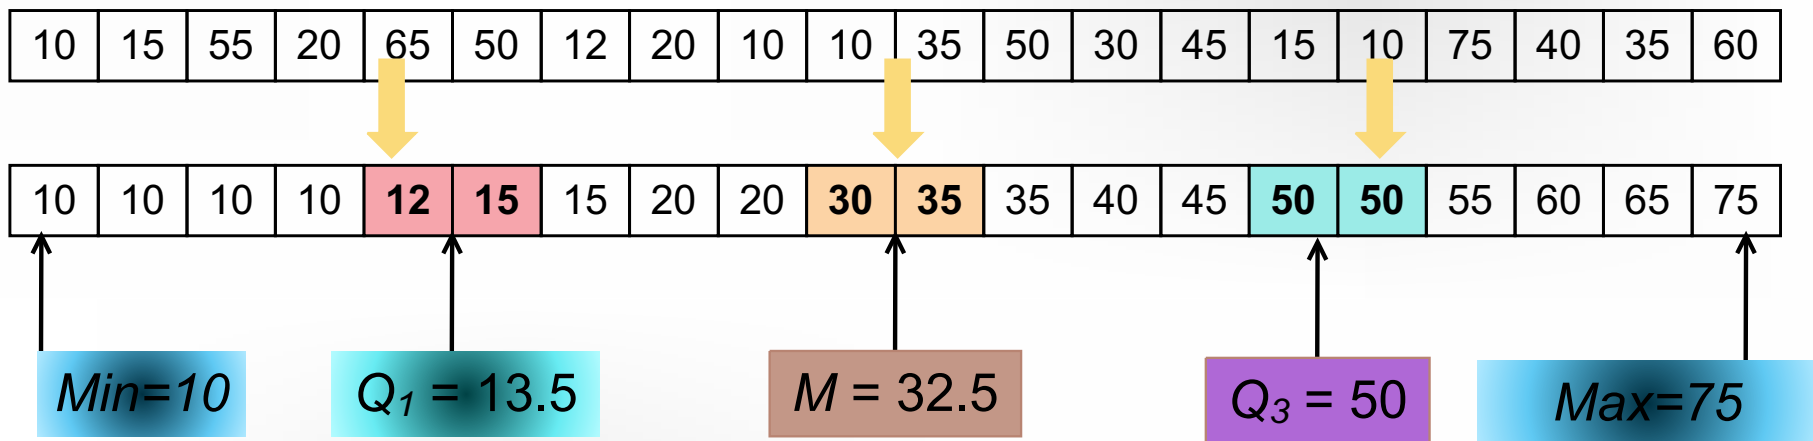 10 15 55 20 65 50 12 20 10 10 35 50 30 45 15 10 75 40 35 60
10 10 10 10 12 15 15 20 20 30 35 35 40 45 50 50 55 60 65 75
Min=10 Q1 = 13.5 M = 32.5 Q3 = 50 Max=75